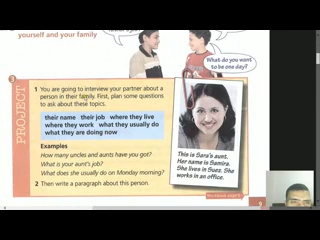 yourself and your family
What do you want
to be one day?
3
PROJECT
1 You are going to interview your partner about a
person in their family. First, plan some questions
to ask about these topics.
their name their job where they live
where they work what they usually do
what they are doing now
Examples
How many uncles and aunts have you got?
What is your aunt's job?
What does she usually do on Monday morning?
2 Then write a paragraph about this person.
This is Sara's aunt.
Her name is Samira.
She lives in Suez. She
works in an office.
9